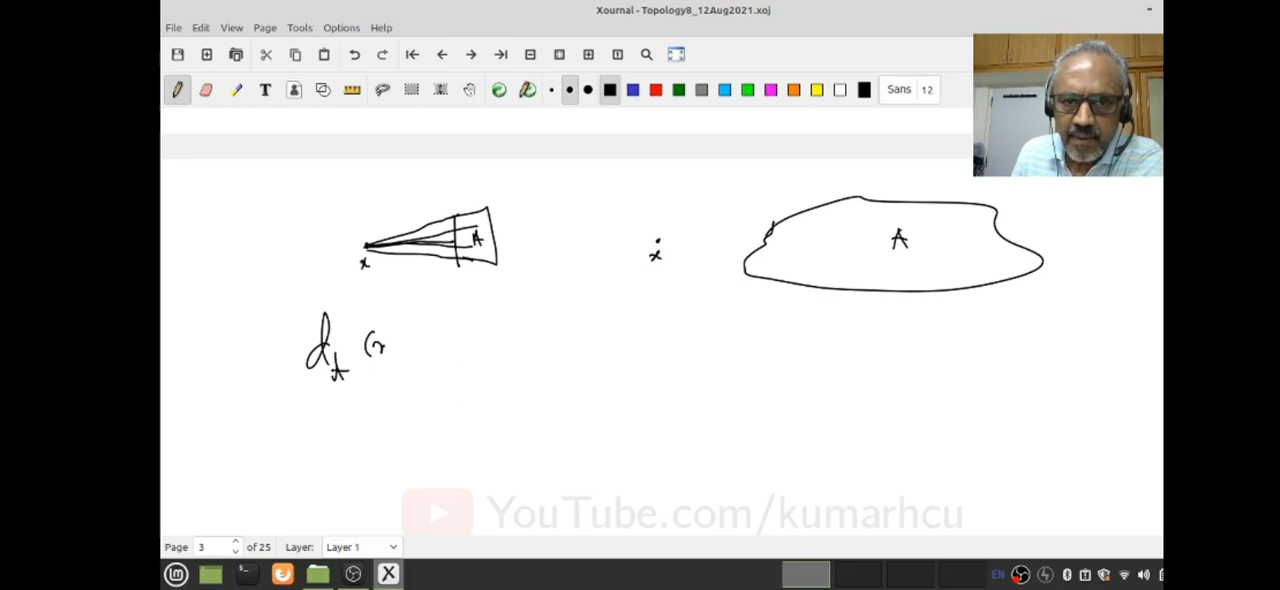 Xournal - Topology8_12Aug2021.xoj
File Edit View Page Tools Options Help
Sans 12
x A
x A
d_A (x
YouTube.com/kumarhcu
Page 3 of 25 Layer: Layer 1
EN